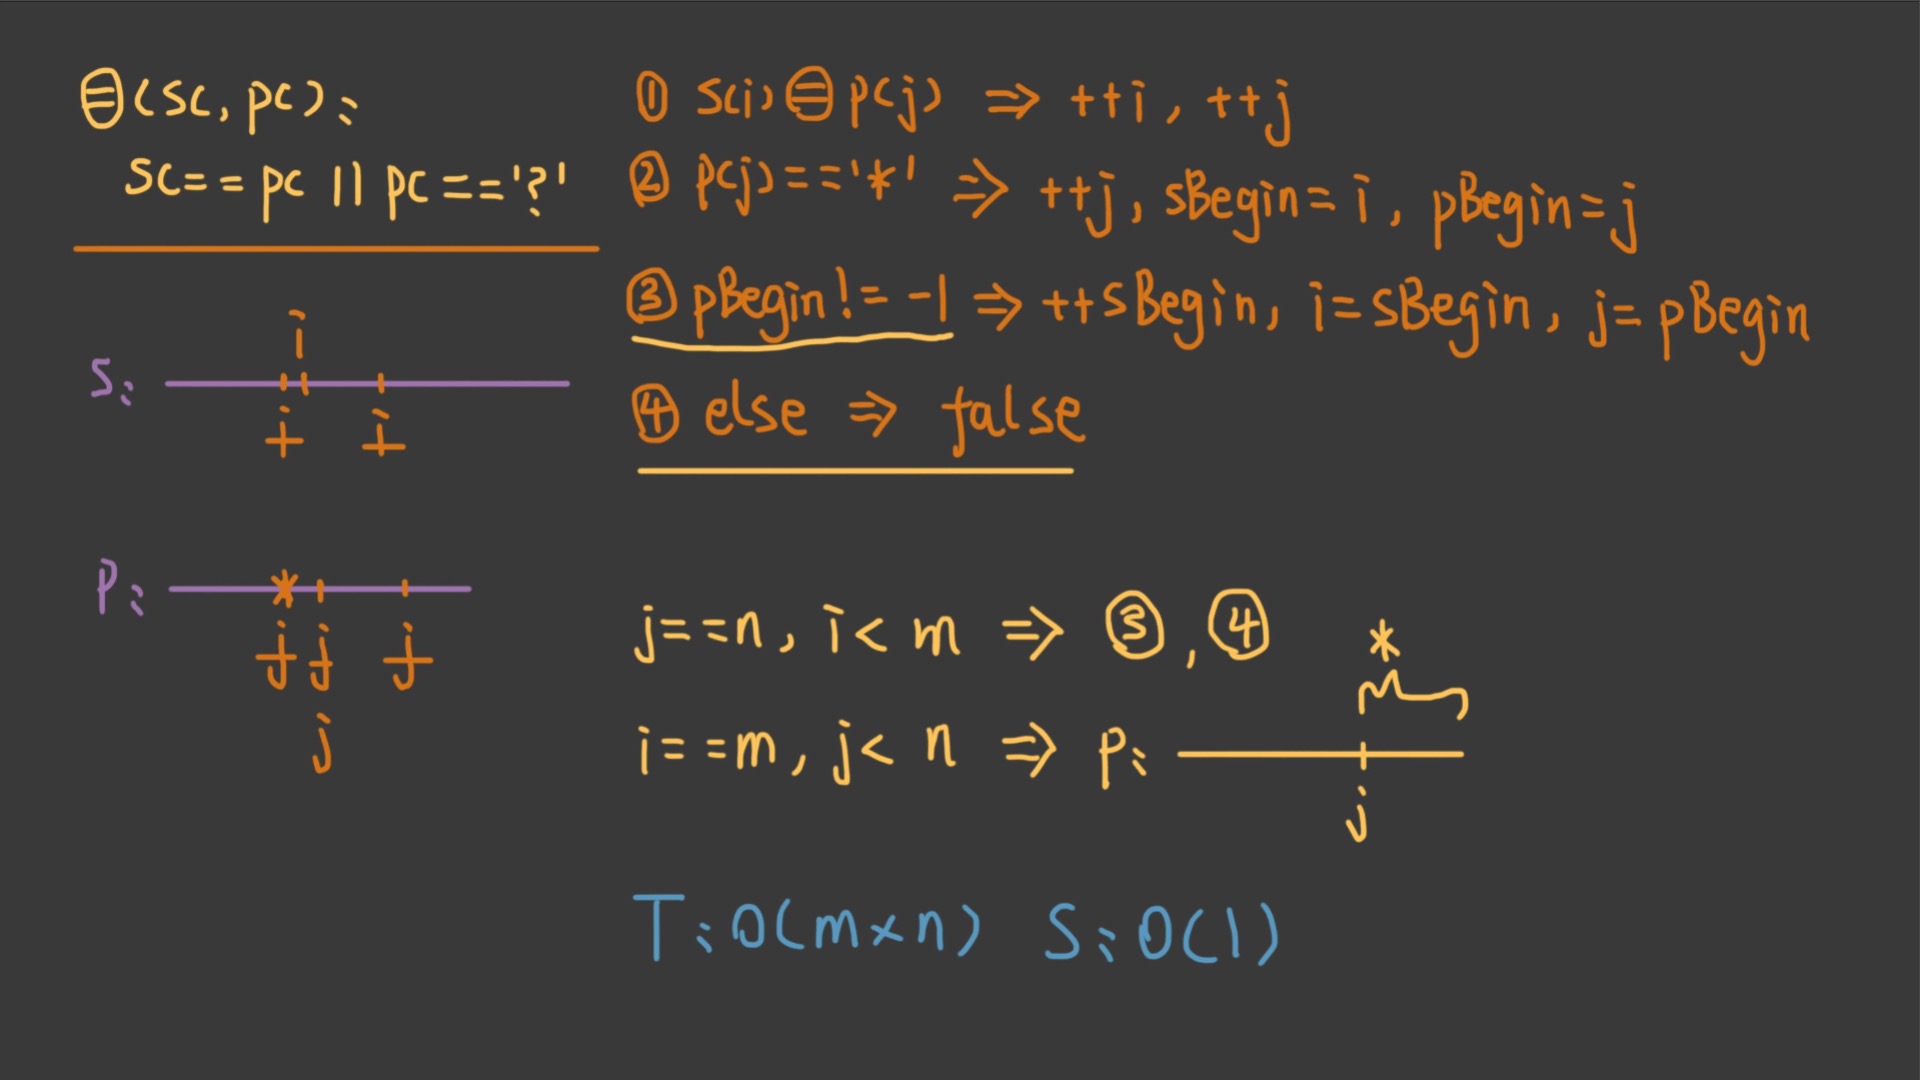 ⊜(sc, pc):
sc == pc || pc == '?'
① s(i) ⊜ p(j) ⇒ ++i, ++j
② p(j) == '*' ⇒ ++j, sBegin = i, pBegin = j
③ pBegin != -1 ⇒ ++sBegin, i = sBegin, j = pBegin
④ else ⇒ false
i
s:
i i
p: *
j j j
j
j == n, i < m ⇒ ③, ④
*
i == m, j < n ⇒ p:
j
T: O(m×n) S: O(1)